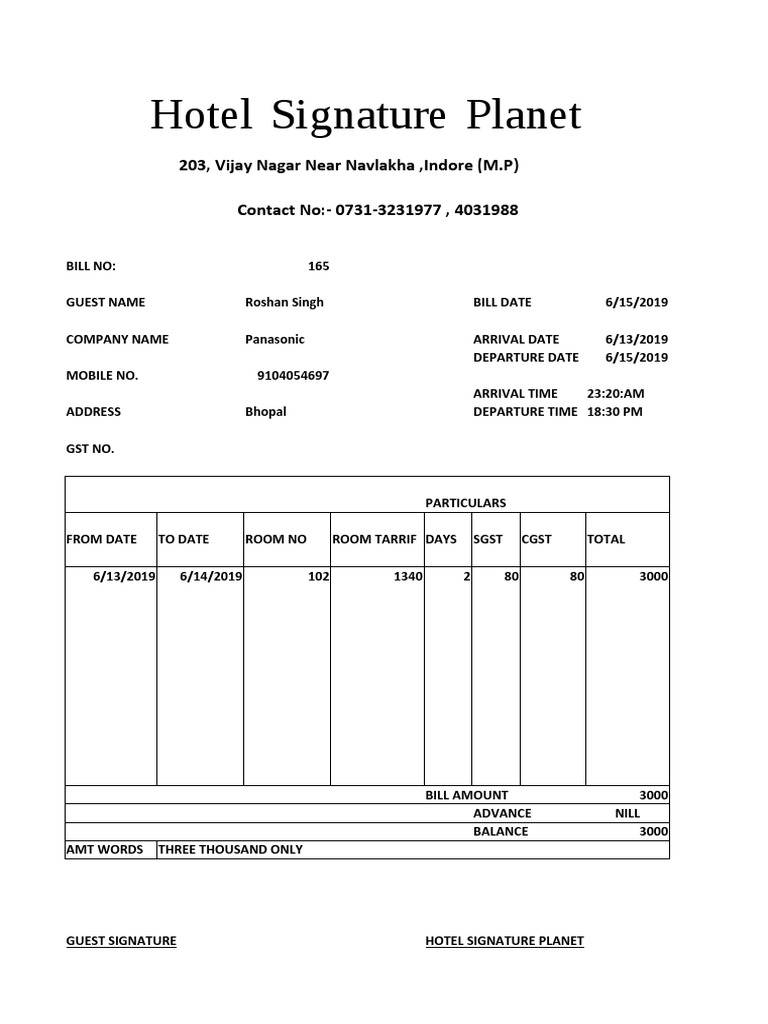 Hotel Signature Planet
203, Vijay Nagar Near Navlakha ,Indore (M.P)
Contact No:- 0731-3231977 , 4031988
BILL NO: 165
GUEST NAME Roshan Singh BILL DATE 6/15/2019
COMPANY NAME Panasonic ARRIVAL DATE 6/13/2019
DEPARTURE DATE 6/15/2019
MOBILE NO. 9104054697
ARRIVAL TIME 23:20:AM
ADDRESS Bhopal DEPARTURE TIME 18:30 PM
GST NO.
PARTICULARS
FROM DATE TO DATE ROOM NO ROOM TARRIF DAYS SGST CGST TOTAL
6/13/2019 6/14/2019 102 1340 2 80 80 3000
BILL AMOUNT 3000
ADVANCE NILL
BALANCE 3000
AMT WORDS THREE THOUSAND ONLY
GUEST SIGNATURE HOTEL SIGNATURE PLANET